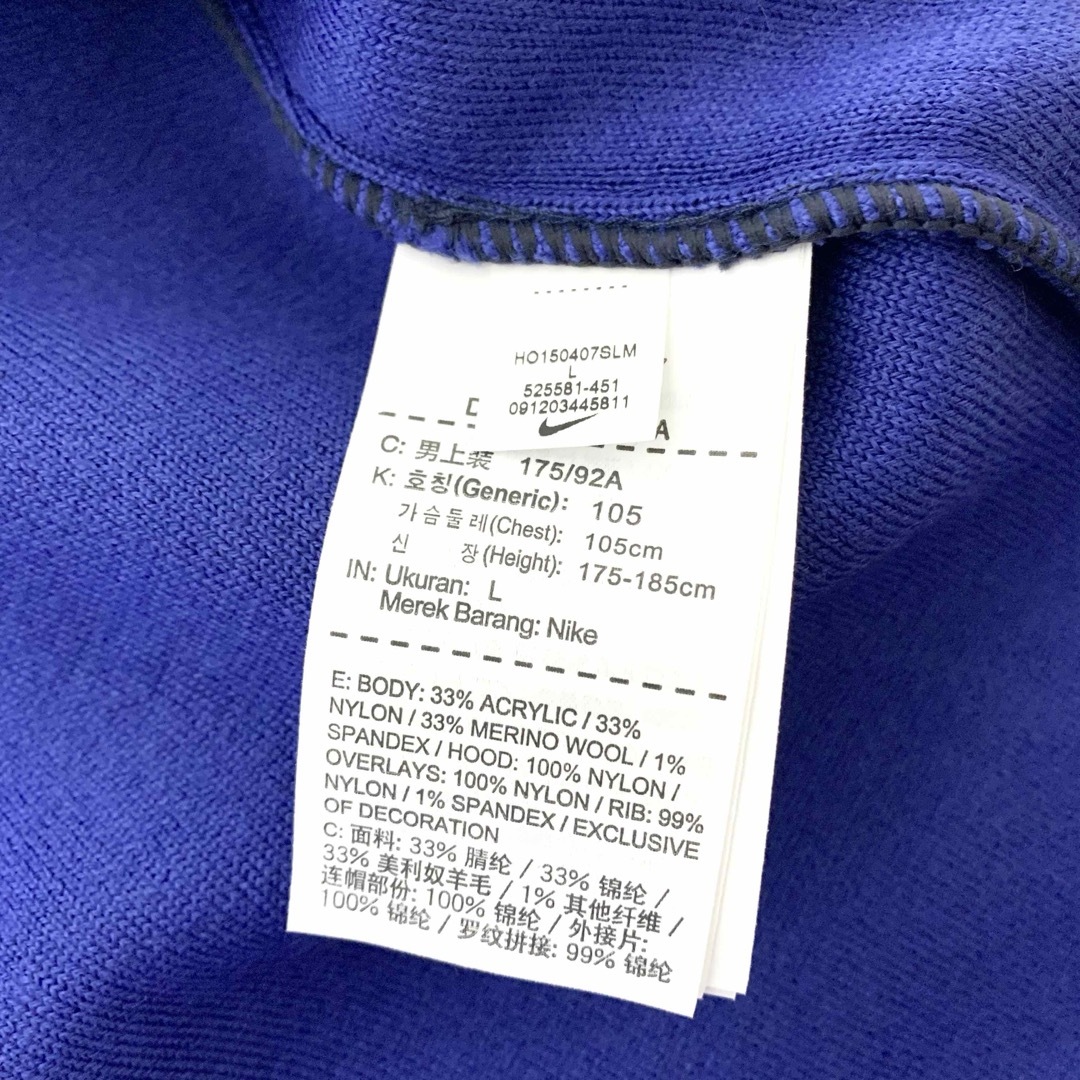 HO150407SLM
L
525581-451
091203445811
D A
C: 男上装 175/92A
K: 호칭(Generic): 105
가슴둘레(Chest): 105cm
신 장(Height): 175-185cm
IN: Ukuran: L
Merek Barang: Nike
E: BODY: 33% ACRYLIC / 33%
NYLON / 33% MERINO WOOL / 1%
SPANDEX / HOOD: 100% NYLON /
OVERLAYS: 100% NYLON / RIB: 99%
NYLON / 1% SPANDEX / EXCLUSIVE
OF DECORATION
C: 面料: 33% 腈纶 / 33% 锦纶 /
33% 美利奴羊毛 / 1% 其他纤维 /
连帽部份: 100% 锦纶 / 外接片:
100% 锦纶 / 罗纹拼接: 99% 锦纶